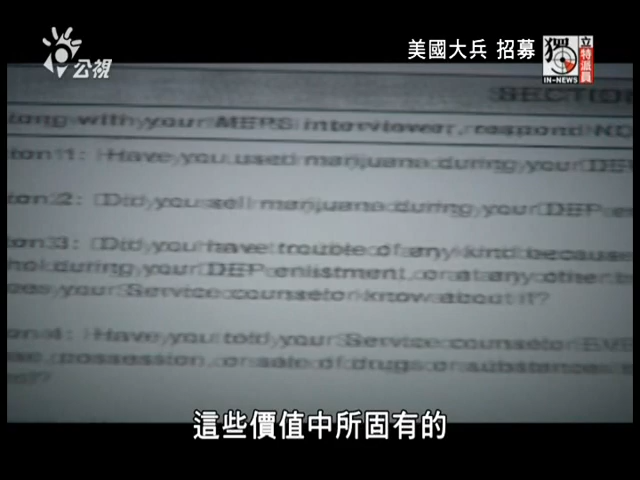 公視
美國大兵 招募
獨
立
特派員
IN-NEWS
SECTION
with your MEPS interviewer, respond NO
1: Have you used marijuana during your DEP
2: Did you sell marijuana during your DEP
3: Did you have trouble of any kind because
during your DEP enlistment, or at any other
your Service counselor know about it?
Have you told your Service counselor
possession, or sale of drugs or substances
這些價值中所固有的